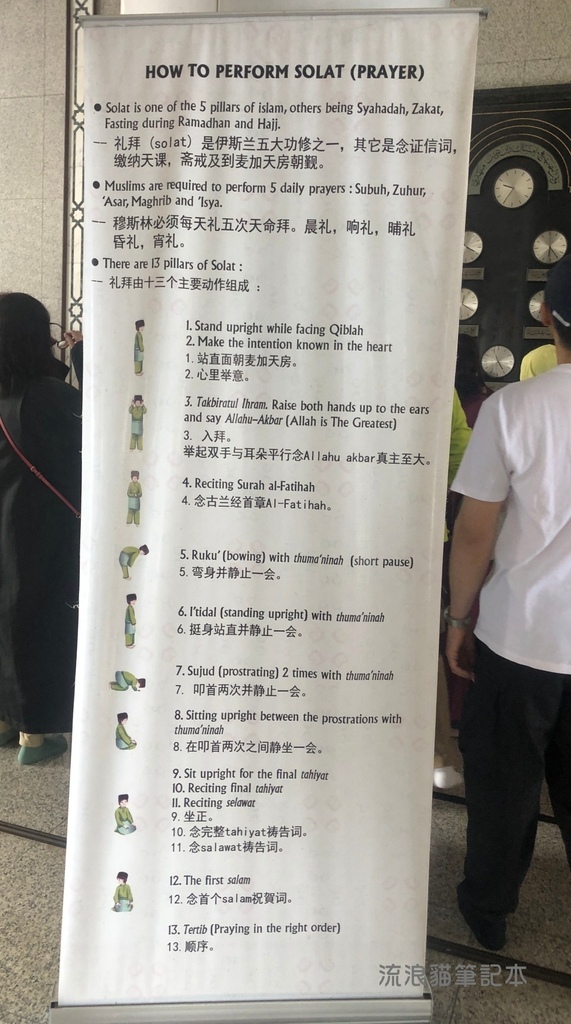 HOW TO PERFORM SOLAT (PRAYER)
● Solat is one of the 5 pillars of islam, others being Syahadah, Zakat,
Fasting during Ramadhan and Hajj.
-- 礼拜 (solat) 是伊斯兰五大功修之一，其它是念证信词，
缴纳天课，斋戒及到麦加天房朝觐。
● Muslims are required to perform 5 daily prayers : Subuh, Zuhur,
'Asar, Maghrib and 'Isya.
-- 穆斯林必须每天礼五次天命拜。晨礼，响礼，晡礼
昏礼，宵礼。
● There are 13 pillars of Solat :
-- 礼拜由十三个主要动作组成 :
1. Stand upright while facing Qiblah
2. Make the intention known in the heart
1. 站直面朝麦加天房。
2. 心里举意。
3. Takbiratul Ihram. Raise both hands up to the ears
and say Allahu-Akbar (Allah is The Greatest)
3. 入拜。
举起双手与耳朵平行念Allahu akbar真主至大。
4. Reciting Surah al-Fatihah
4. 念古兰经首章Al-Fatihah。
5. Ruku' (bowing) with thuma'ninah (short pause)
5. 弯身并静止一会。
6. I'tidal (standing upright) with thuma'ninah
6. 挺身站直并静止一会。
7. Sujud (prostrating) 2 times with thuma'ninah
7. 叩首两次并静止一会。
8. Sitting upright between the prostrations with
thuma'ninah
8. 在叩首两次之间静坐一会。
9. Sit upright for the final tahiyat
10. Reciting final tahiyat
11. Reciting selawat
9. 坐正。
10. 念完整tahiyat祷告词。
11. 念salawat祷告词。
12. The first salam
12. 念首个salam祝賀词。
13. Tertib (Praying in the right order)
13. 顺序。
流浪貓筆記本